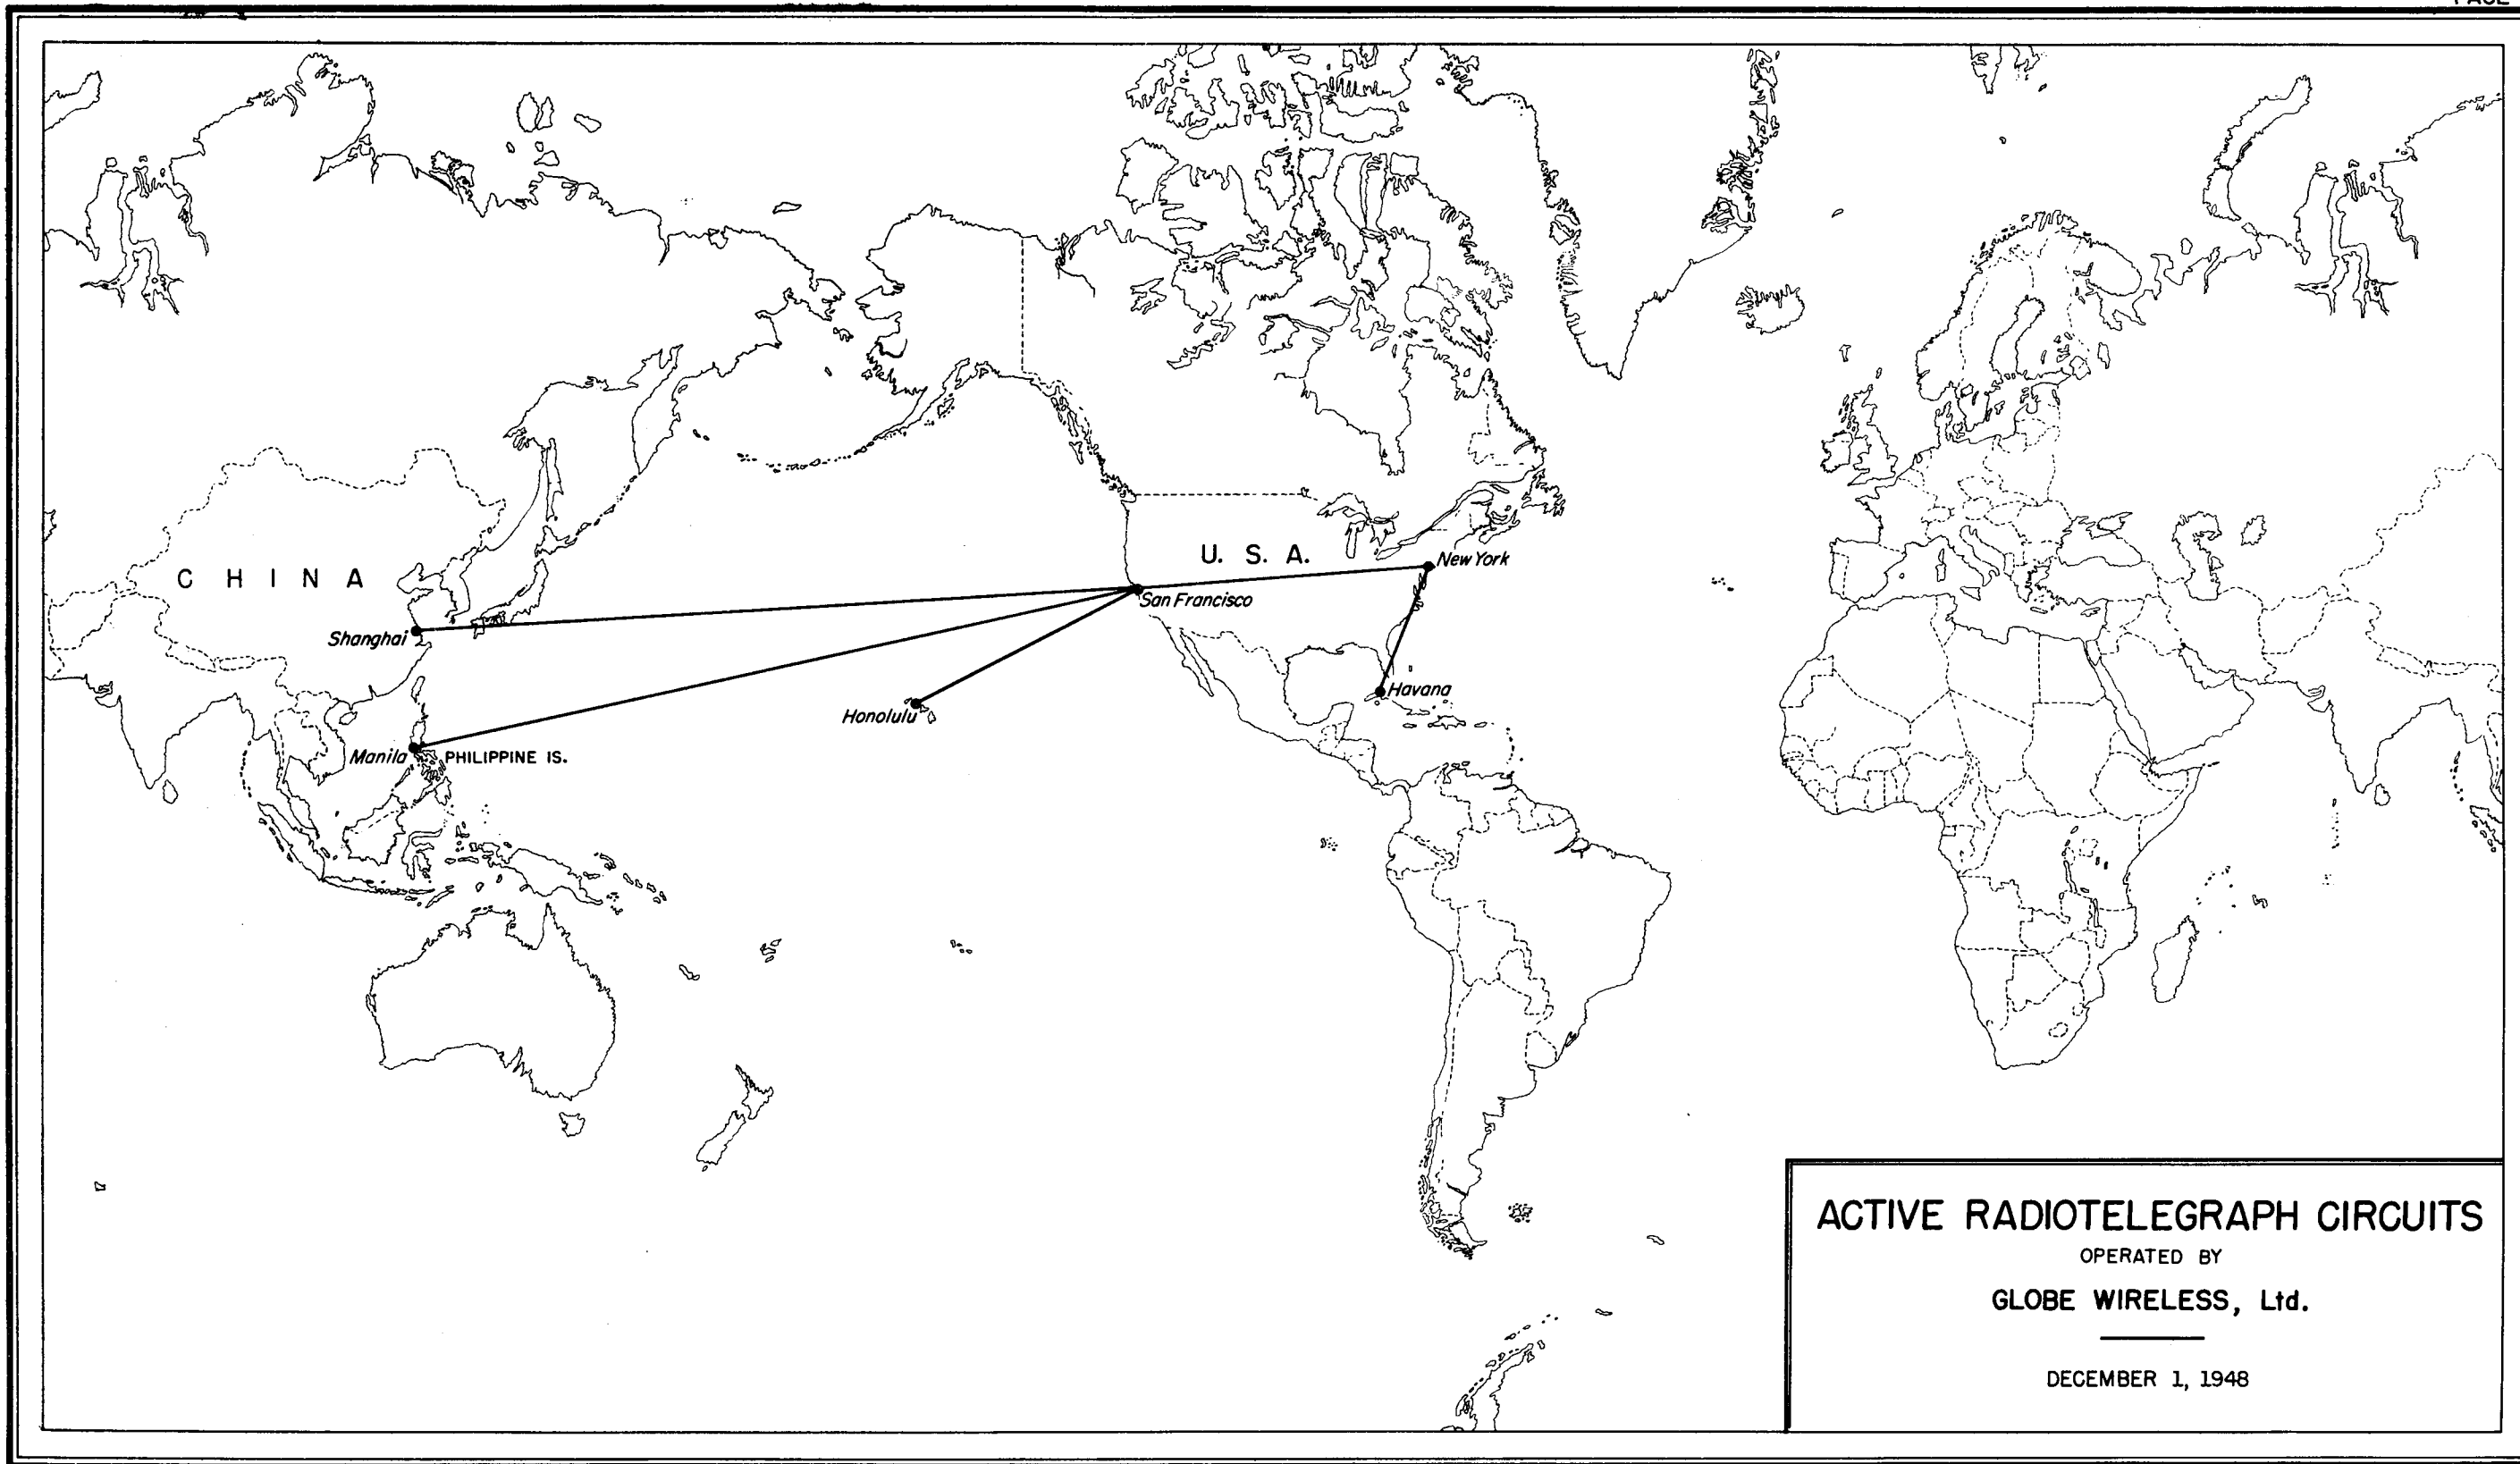 U. S. A.
New York
CHINA
San Francisco
Shanghai
Havana
Honolulu
Manila
PHILIPPINE IS.
ACTIVE RADIOTELEGRAPH CIRCUITS
OPERATED BY
GLOBE WIRELESS, Ltd.
DECEMBER 1, 1948